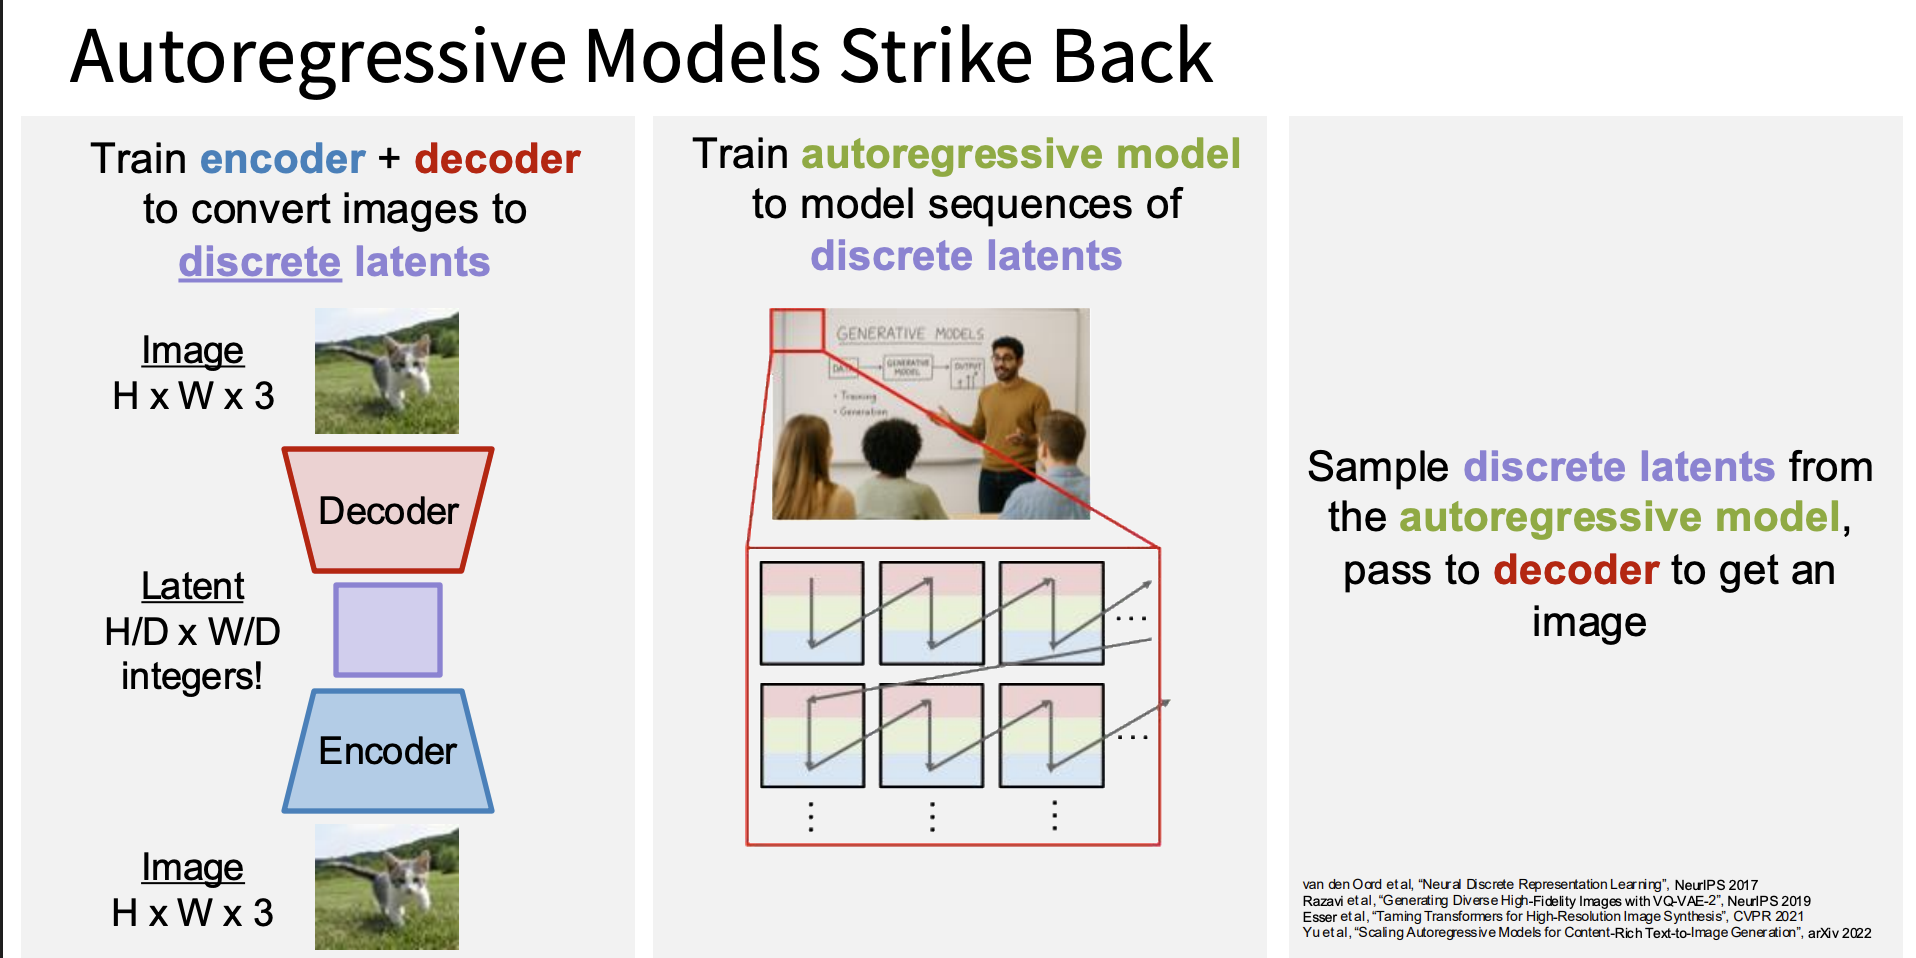 Autoregressive Models Strike Back
Train encoder + decoder
to convert images to
discrete latents
Image
H x W x 3
Decoder
Latent
H/D x W/D
integers!
Encoder
Image
H x W x 3
Train autoregressive model
to model sequences of
discrete latents
GENERATIVE MODELS
DATA
GENERATIVE
MODEL
OUTPUT
• Training
• Generation
...
...
Sample discrete latents from
the autoregressive model,
pass to decoder to get an
image
van den Oord et al, “Neural Discrete Representation Learning”, NeurIPS 2017
Razavi et al, “Generating Diverse High-Fidelity Images with VQ-VAE-2”, NeurIPS 2019
Esser et al, “Taming Transformers for High-Resolution Image Synthesis”, CVPR 2021
Yu et al, “Scaling Autoregressive Models for Content-Rich Text-to-Image Generation”, arXiv 2022